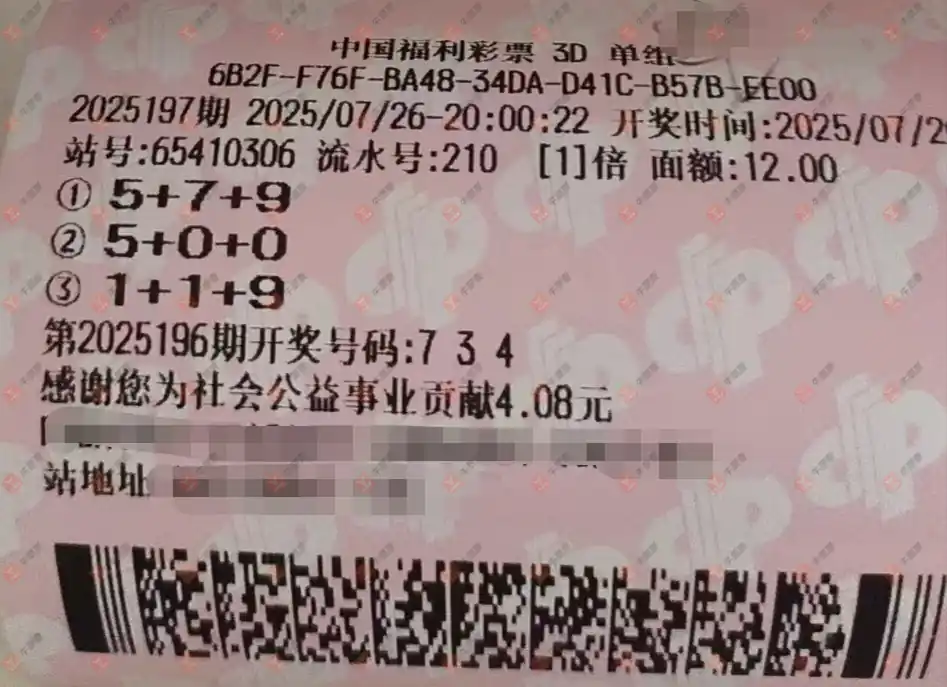 中国福利彩票 3D 单组
6B2F-F76F-BA48-34DA-D41C-B57B-EE00
2025197期 2025/07/26-20:00:22 开奖时间:2025/07/2
站号:65410306 流水号:210 [1]倍 面额:12.00
① 5+7+9
② 5+0+0
③ 1+1+9
第2025196期开奖号码:7 3 4
感谢您为社会公益事业贡献4.08元
站地址